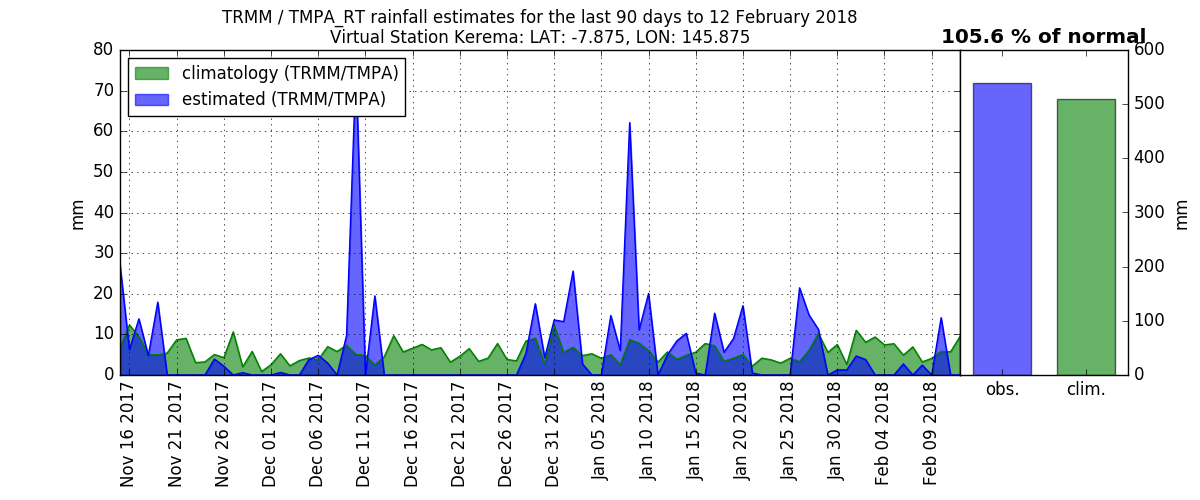 TRMM / TMPA_RT rainfall estimates for the last 90 days to 12 February 2018
Virtual Station Kerema: LAT: -7.875, LON: 145.875
105.6 % of normal
climatology (TRMM/TMPA)
estimated (TRMM/TMPA)
80
70
60
50
40
30
20
10
0
mm
Nov 16 2017
Nov 21 2017
Nov 26 2017
Dec 01 2017
Dec 06 2017
Dec 11 2017
Dec 16 2017
Dec 21 2017
Dec 26 2017
Dec 31 2017
Jan 05 2018
Jan 10 2018
Jan 15 2018
Jan 20 2018
Jan 25 2018
Jan 30 2018
Feb 04 2018
Feb 09 2018
obs.
clim.
600
500
400
300
200
100
0
mm